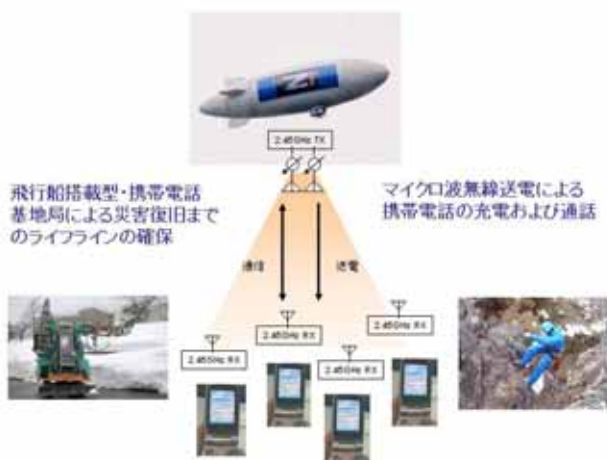 2.45GHz TX
飛行船搭載型・携帯電話
基地局による災害復旧まで
のライフラインの確保
マイクロ波無線送電による
携帯電話の充電および通話
通信
送電
2.45GHz RX
2.45GHz RX
2.45GHz RX
2.45GHz RX